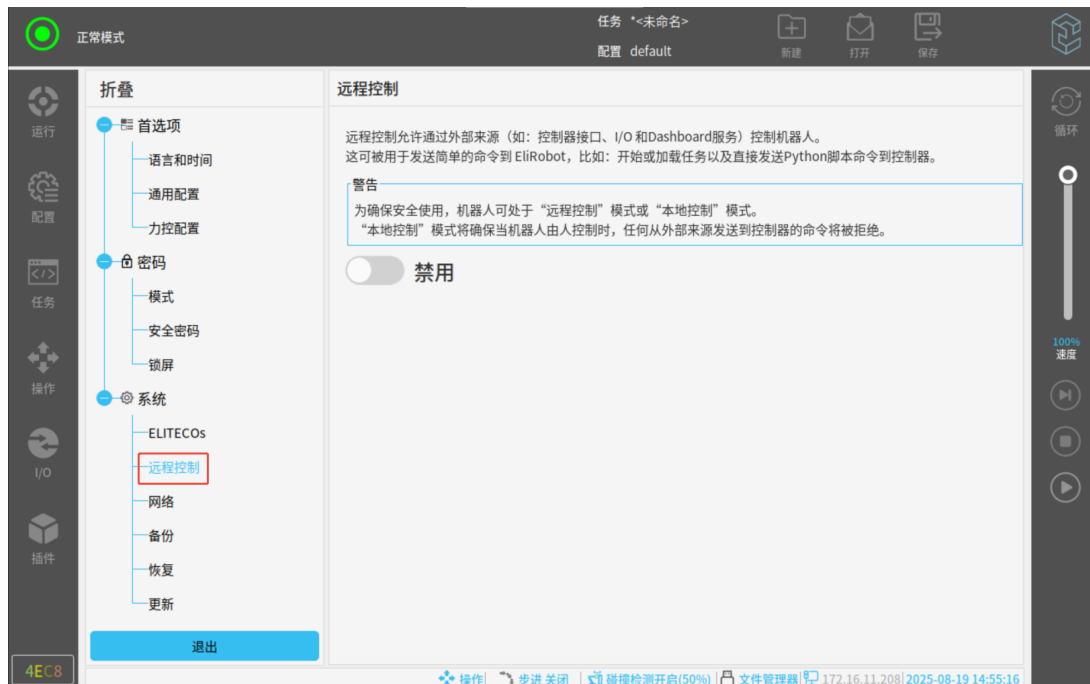 正常模式
任务 *<未命名>
配置 default
新建
打开
保存
运行
配置
任务
操作
I/O
插件
4EC8
折叠
首选项
语言和时间
通用配置
力控配置
密码
模式
安全密码
锁屏
系统
ELITECOs
远程控制
网络
备份
恢复
更新
退出
远程控制
远程控制允许通过外部来源（如：控制器接口、I/O 和Dashboard服务）控制机器人。
这可被用于发送简单的命令到 EliRobot，比如：开始或加载任务以及直接发送Python脚本命令到控制器。
警告
为确保安全使用，机器人可处于“远程控制”模式或“本地控制”模式。
“本地控制”模式将确保当机器人由人控制时，任何从外部来源发送到控制器的命令将被拒绝。
禁用
循环
100%
速度
操作 步进 关闭 碰撞检测开启(50%) 文件管理器 172.16.11.208 2025-08-19 14:55:16